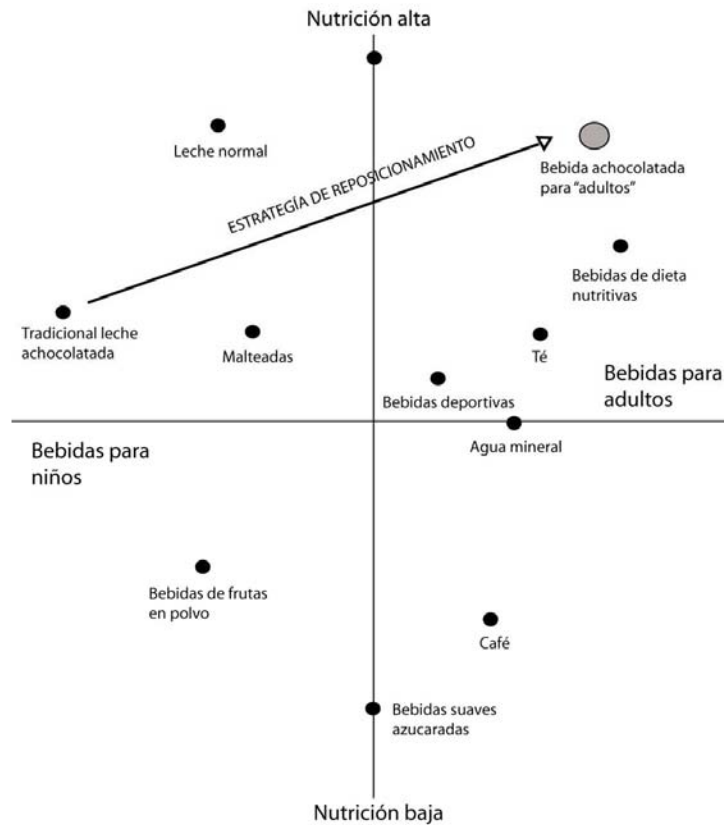 Nutrición alta
Leche normal
ESTRATEGÍA DE REPOSICIONAMIENTO
Bebida achocolatada
para “adultos”
Bebidas de dieta
nutritivas
Tradicional leche
achocolatada
Malteadas
Té
Bebidas deportivas
Bebidas para
adultos
Bebidas para
niños
Agua mineral
Bebidas de frutas
en polvo
Café
Bebidas suaves
azucaradas
Nutrición baja